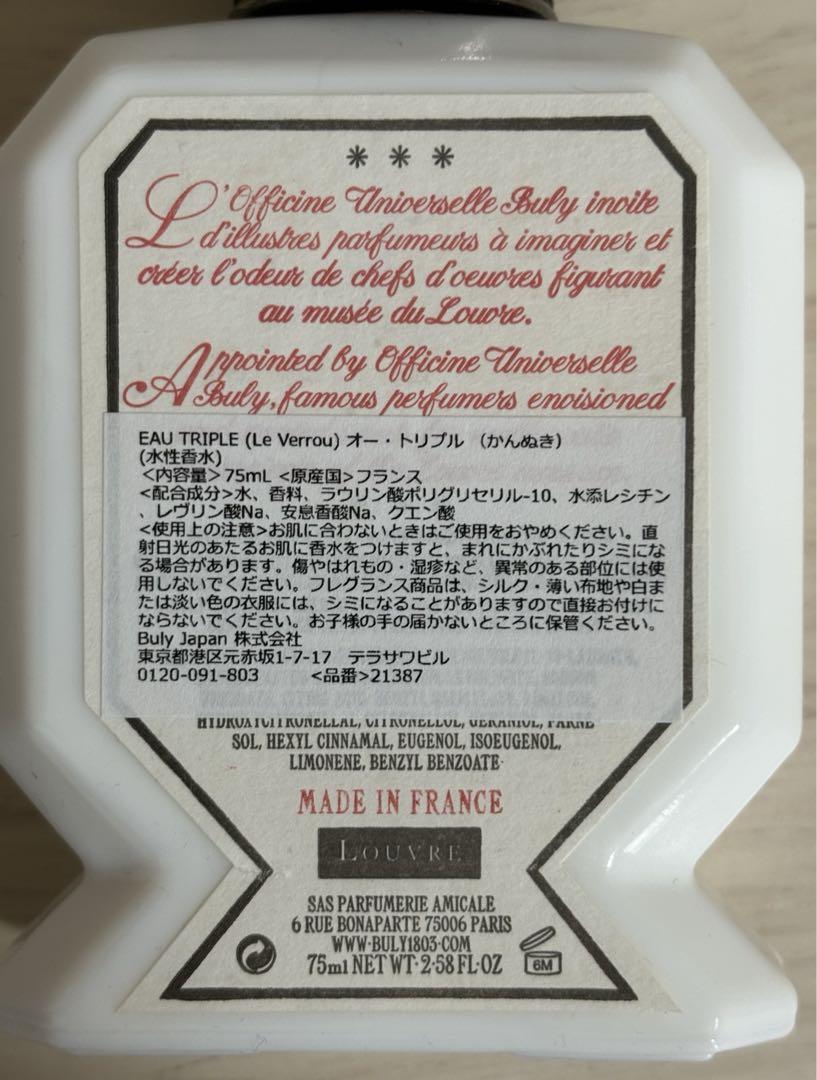 L'Officine Universelle Buly invite
d'illustres parfumeurs à imaginer et
créer l'odeur de chefs d'oeuvres figurant
au musée du Louvre.
Appointed by Officine Universelle
Buly, famous perfumers envisioned
EAU TRIPLE (Le Verrou) オー・トリプル （かんぬき）
(水性香水)
＜内容量＞75mL ＜原産国＞フランス
＜配合成分＞水、香料、ラウリン酸ポリグリセリル-10、水添レシチン
、レヴリン酸Na、安息香酸Na、クエン酸
＜使用上の注意＞お肌に合わないときはご使用をおやめください。直
射日光のあたるお肌に香水をつけますと、まれにかぶれたりシミにな
る場合があります。傷やはれもの・湿疹など、異常のある部位には使
用しないでください。フレグランス商品は、シルク・薄い布地や白ま
たは淡い色の衣服には、シミになることがありますので直接お付けに
ならないでください。お子様の手の届かないところに保管ください。
Buly Japan 株式会社
東京都港区元赤坂1-7-17　テラサワビル
0120-091-803　　＜品番＞21387
HYDROXYCITRONELLAL, CITRONELLOL, GERANIOL, FARNE
SOL, HEXYL CINNAMAL, EUGENOL, ISOEUGENOL,
LIMONENE, BENZYL BENZOATE·
MADE IN FRANCE
LOUVRE
SAS PARFUMERIE AMICALE
6 RUE BONAPARTE 75006 PARIS
WWW·BULY1803·COM
75ml NET WT·2·58 FL·OZ
6M